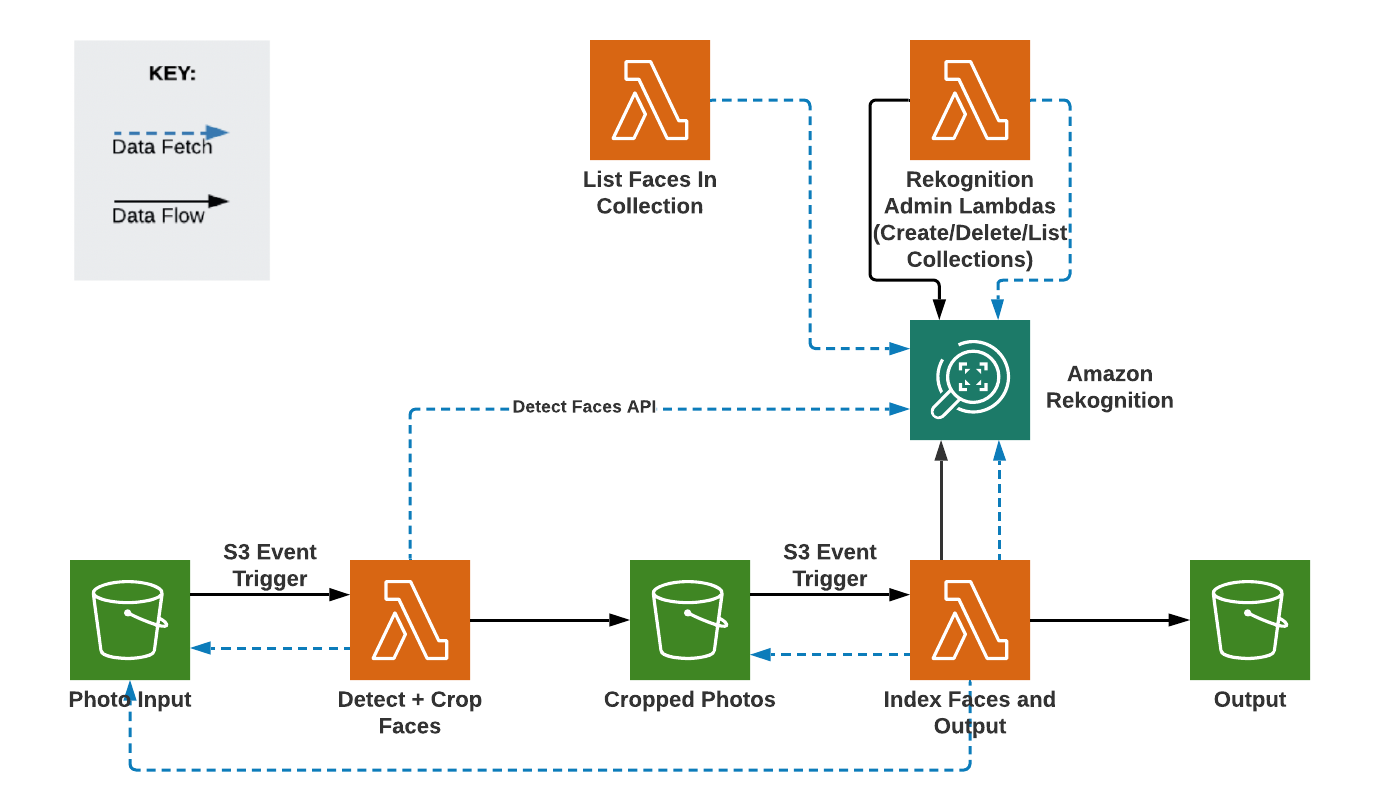 KEY:
Data Fetch
Data Flow
List Faces In
Collection
Rekognition
Admin Lambdas
(Create/Delete/List
Collections)
Amazon
Rekognition
Detect Faces API
S3 Event
Trigger
S3 Event
Trigger
Photo Input
Detect + Crop
Faces
Cropped Photos
Index Faces and
Output
Output